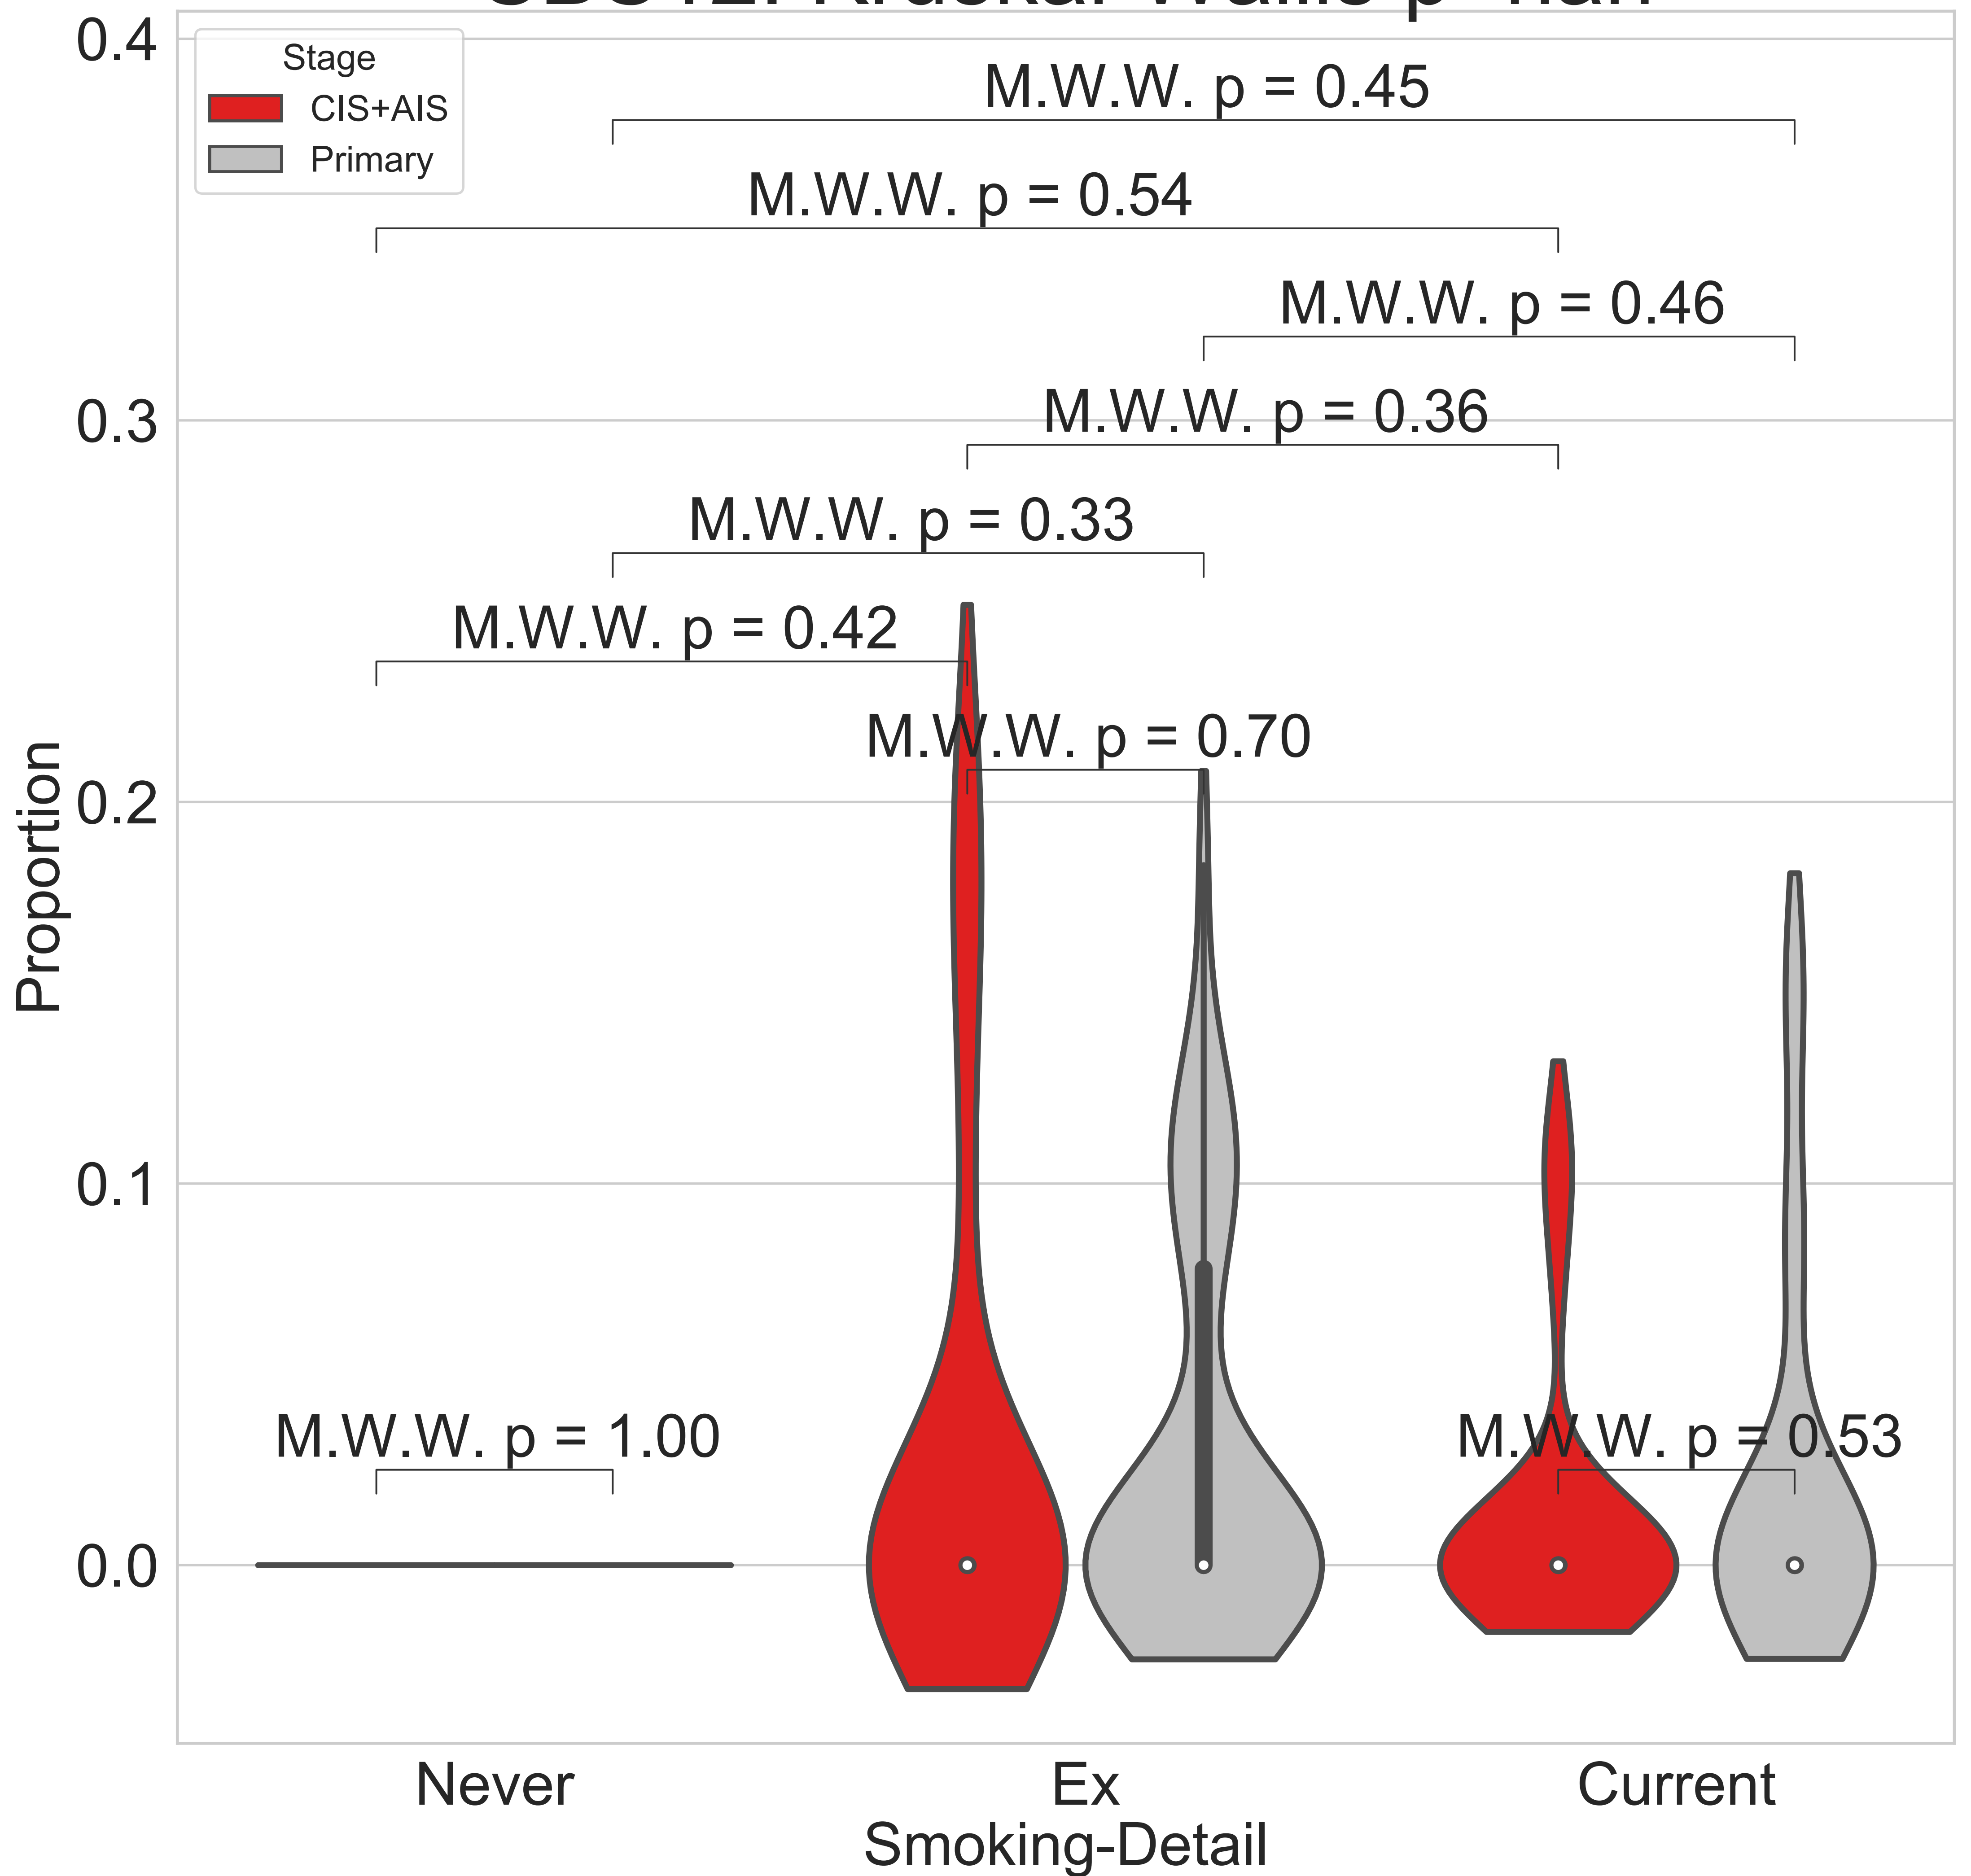 0.4
Stage
CIS+AIS
Primary
M.W.W. p = 0.45
M.W.W. p = 0.54
M.W.W. p = 0.46
0.3
M.W.W. p = 0.36
M.W.W. p = 0.33
M.W.W. p = 0.42
M.W.W. p = 0.70
0.2
Proportion
0.1
M.W.W. p = 1.00
M.W.W. p = 0.53
0.0
Never
Ex
Current
Smoking-Detail